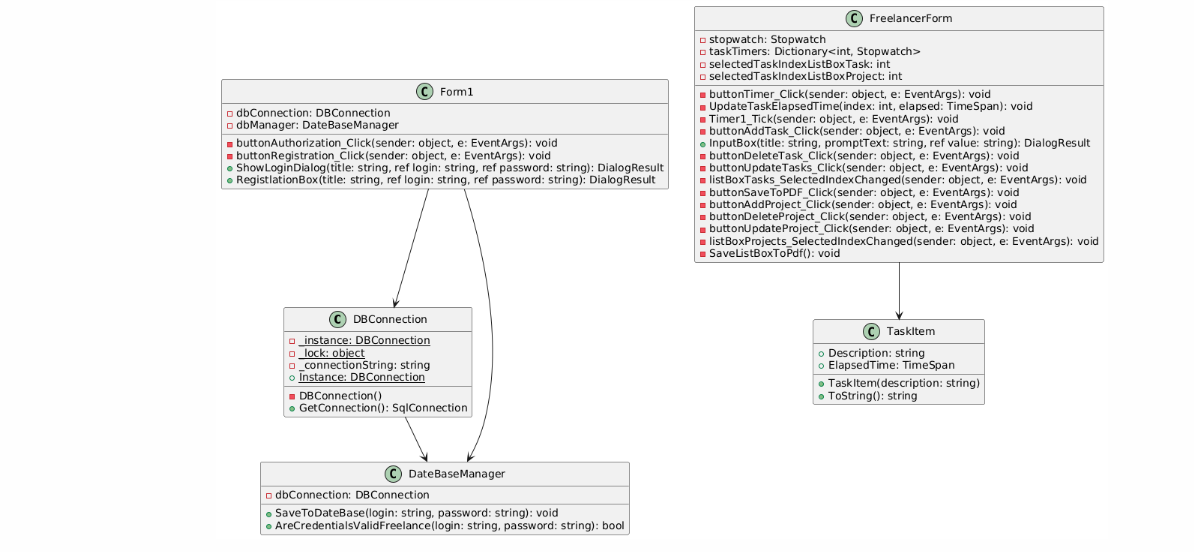 C FreelancerForm
stopwatch: Stopwatch
taskTimers: Dictionary<int, Stopwatch>
selectedTaskIndexListBoxTask: int
selectedTaskIndexListBoxProject: int
buttonTimer_Click(sender: object, e: EventArgs): void
UpdateTaskElapsedTime(index: int, elapsed: TimeSpan): void
Timer1_Tick(sender: object, e: EventArgs): void
buttonAddTask_Click(sender: object, e: EventArgs): void
InputBox(title: string, promptText: string, ref value: string): DialogResult
buttonDeleteTask_Click(sender: object, e: EventArgs): void
buttonUpdateTasks_Click(sender: object, e: EventArgs): void
listBoxTasks_SelectedIndexChanged(sender: object, e: EventArgs): void
buttonSaveToPDF_Click(sender: object, e: EventArgs): void
buttonAddProject_Click(sender: object, e: EventArgs): void
buttonDeleteProject_Click(sender: object, e: EventArgs): void
buttonUpdateProject_Click(sender: object, e: EventArgs): void
listBoxProjects_SelectedIndexChanged(sender: object, e: EventArgs): void
SaveListBoxToPdf(): void
C Form1
dbConnection: DBConnection
dbManager: DateBaseManager
buttonAuthorization_Click(sender: object, e: EventArgs): void
buttonRegistration_Click(sender: object, e: EventArgs): void
ShowLoginDialog(title: string, ref login: string, ref password: string): DialogResult
RegistlationBox(title: string, ref login: string, ref password: string): DialogResult
C DBConnection
_instance: DBConnection
_lock: object
_connectionString: string
Instance: DBConnection
DBConnection()
GetConnection(): SqlConnection
C TaskItem
Description: string
ElapsedTime: TimeSpan
TaskItem(description: string)
ToString(): string
C DateBaseManager
dbConnection: DBConnection
SaveToDateBase(login: string, password: string): void
AreCredentialsValidFreelance(login: string, password: string): bool